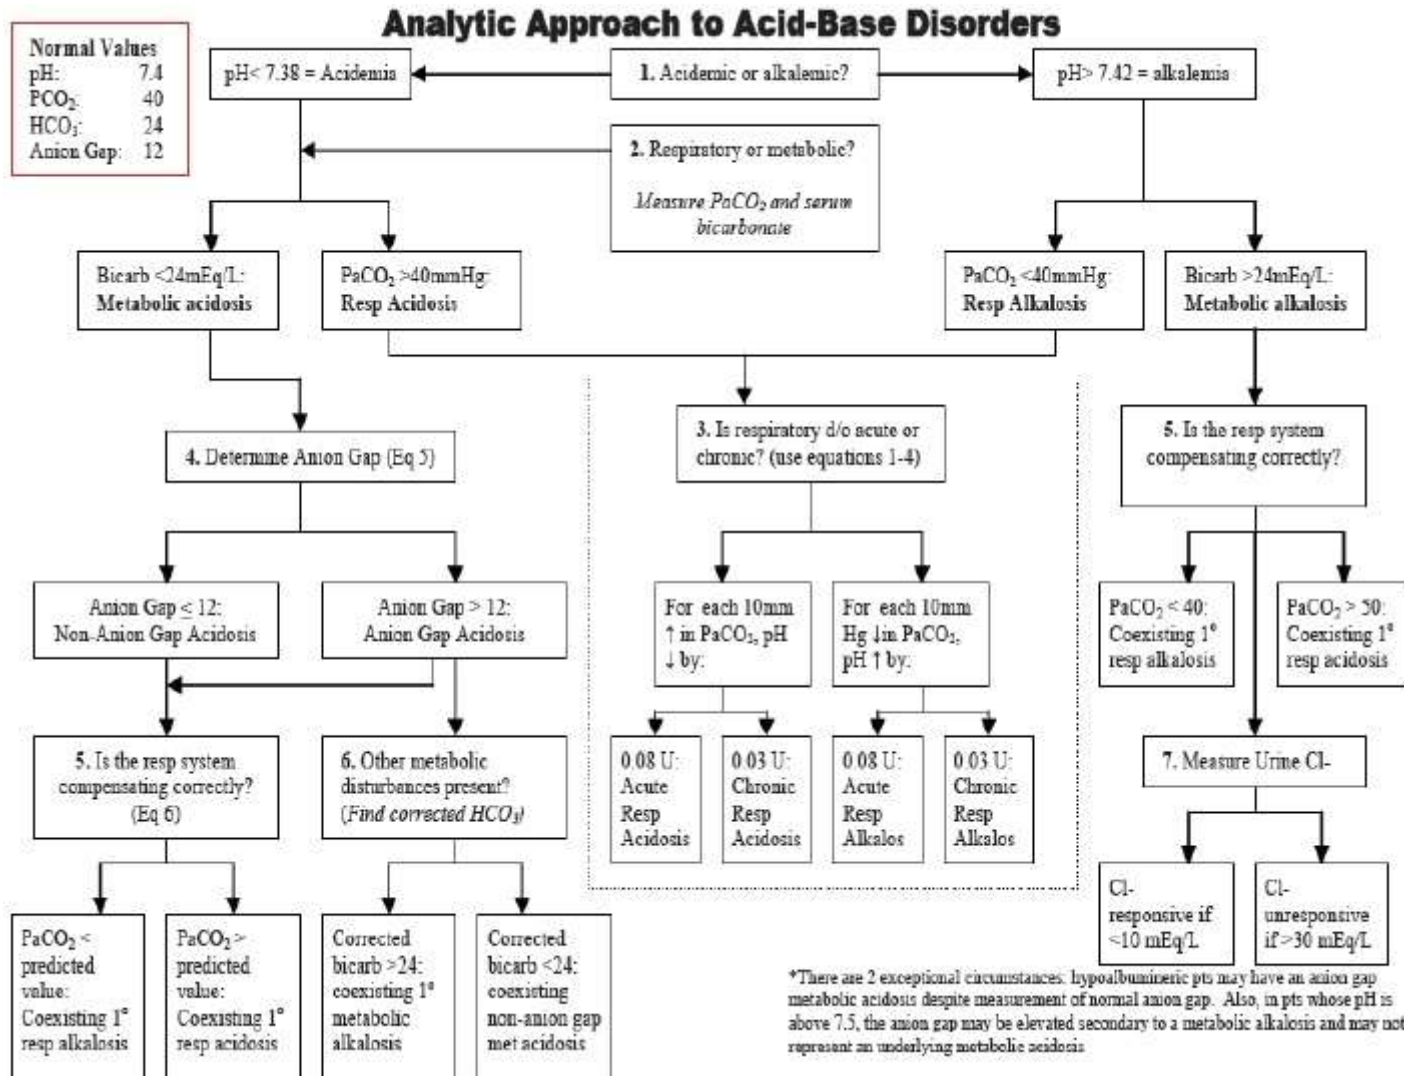 Analytic Approach to Acid-Base Disorders
Normal Values
pH: 7.4
PCO₂: 40
HCO₃: 24
Anion Gap: 12
pH< 7.38 = Acidemia
1. Acidemic or alkalemic?
pH> 7.42 = alkalemia
2. Respiratory or metabolic?
Measure PaCO₂ and serum
bicarbonate
Bicarb <24mEq/L:
Metabolic acidosis
PaCO₂ >40mmHg:
Resp Acidosis
PaCO₂ <40mmHg:
Resp Alkalosis
Bicarb >24mEq/L:
Metabolic alkalosis
4. Determine Anion Gap (Eq 5)
3. Is respiratory d/o acute or
chronic? (use equations 1-4)
5. Is the resp system
compensating correctly?
Anion Gap ≤ 12:
Non-Anion Gap Acidosis
Anion Gap > 12:
Anion Gap Acidosis
For each 10mm
↑ in PaCO₂, pH
↓ by:
For each 10mm
Hg ↓in PaCO₂,
pH ↑ by:
PaCO₂ < 40:
Coexisting 1°
resp alkalosis
PaCO₂ > 50:
Coexisting 1°
resp acidosis
5. Is the resp system
compensating correctly?
(Eq 6)
6. Other metabolic
disturbances present?
(Find corrected HCO₃)
0.08 U:
Acute
Resp
Acidosis
0.03 U:
Chronic
Resp
Acidosis
0.08 U:
Acute
Resp
Alkalos
0.03 U:
Chronic
Resp
Alkalos
7. Measure Urine Cl-
PaCO₂ <
predicted
value:
Coexisting 1°
resp alkalosis
PaCO₂ >
predicted
value:
Coexisting 1°
resp acidosis
Corrected
bicarb >24:
coexisting 1°
metabolic
alkalosis
Corrected
bicarb <24:
coexisting
non-anion gap
met acidosis
Cl-
responsive if
<10 mEq/L
Cl-
unresponsive
if >30 mEq/L
*There are 2 exceptional circumstances: hypoalbumineric pts may have an anion gap
metabolic acidosis despite measurement of normal anion gap. Also, in pts whose pH is
above 7.5, the anion gap may be elevated secondary to a metabolic alkalosis and may not
represent an underlying metabolic acidosis